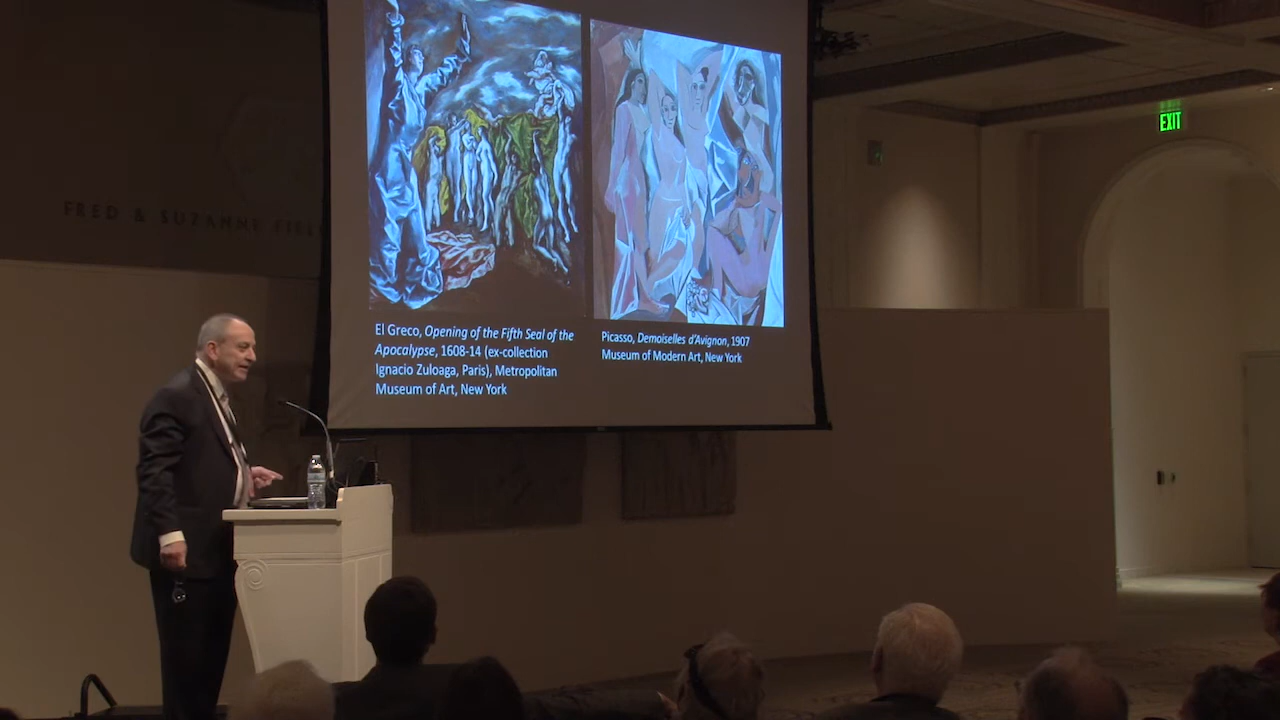 EXIT
FRED & SUZANNE
El Greco, Opening of the Fifth Seal of the
Apocalypse, 1608-14 (ex-collection
Ignacio Zuloaga, Paris), Metropolitan
Museum of Art, New York
Picasso, Demoiselles d'Avignon, 1907
Museum of Modern Art, New York